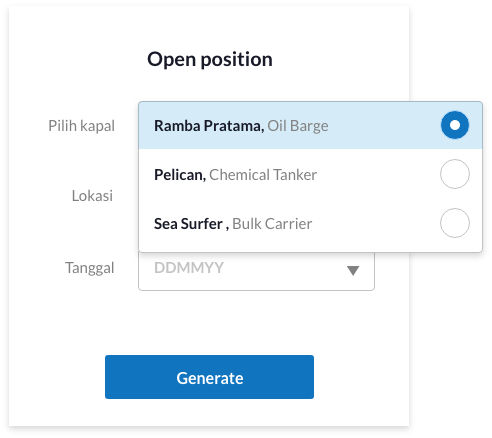 Open position
Pilih kapal
Ramba Pratama, Oil Barge
Pelican, Chemical Tanker
Lokasi
Sea Surfer , Bulk Carrier
Tanggal
DDMMYY
Generate